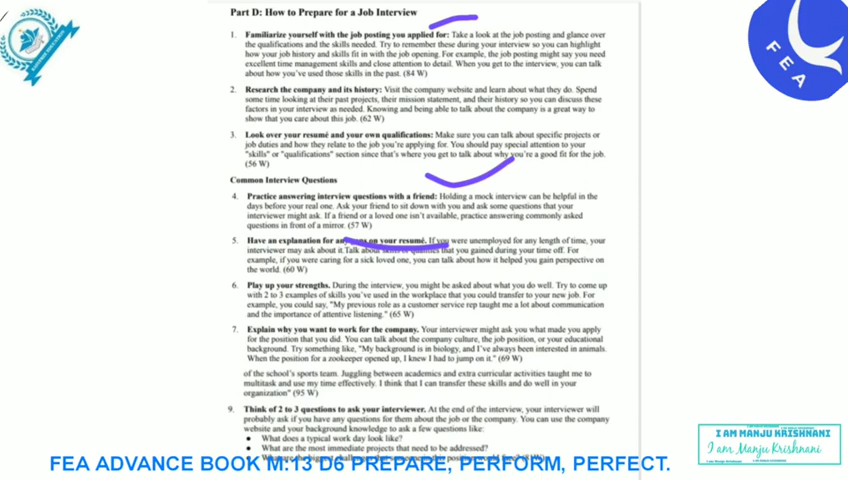 Part D: How to Prepare for a Job Interview
1. Familiarize yourself with the job posting you applied for: Take a look at the job posting and glance over
the qualifications and the skills needed. Try to remember these during your interview so you can highlight
how your job history and skills fit in with the job opening. For example, the job posting might say you need
excellent time management skills and close attention to detail. When you get to the interview, you can talk
about how you've used those skills in the past. (84 W)
2. Research the company and its history: Visit the company website and learn about what they do. Spend
some time looking at their past projects, their mission statement, and their history so you can discuss these
factors in your interview as needed. Knowing and being able to talk about the company is a great way to
show that you care about this job. (62 W)
3. Look over your resumé and your own qualifications: Make sure you can talk about specific projects or
job duties and how they relate to the job you're applying for. You should pay special attention to your
"skills" or "qualifications" section since that's where you get to talk about why you're a good fit for the job.
(56 W)
Common Interview Questions
4. Practice answering interview questions with a friend: Holding a mock interview can be helpful in the
days before your real one. Ask your friend to sit down with you and ask some questions that your
interviewer might ask. If a friend or a loved one isn't available, practice answering commonly asked
questions in front of a mirror. (57 W)
5. Have an explanation for any gaps on your resumé. If you were unemployed for any length of time, your
interviewer may ask about it. Talk about skills or qualities that you gained during your time off. For
example, if you were caring for a sick loved one, you can talk about how it helped you gain perspective on
the world. (60 W)
6. Play up your strengths. During the interview, you might be asked about what you do well. Try to come up
with 2 to 3 examples of skills you've used in the workplace that you could transfer to your new job. For
example, you could say, "My previous role as a customer service rep taught me a lot about communication
and the importance of attentive listening." (65 W)
7. Explain why you want to work for the company. Your interviewer might ask you what made you apply
for the position that you did. You can talk about the company culture, the job position, or your educational
background. Try something like, "My background is in biology, and I've always been interested in animals.
When the position for a zookeeper opened up, I knew I had to jump on it." (69 W)
of the school's sports team. Juggling between academics and extra curricular activities taught me to
multitask and use my time effectively. I think that I can transfer these skills and do well in your
organization" (95 W)
9. Think of 2 to 3 questions to ask your interviewer. At the end of the interview, your interviewer will
probably ask if you have any questions for them about the job or the company. You can use the company
website and your background knowledge to ask a few questions like:
• What does a typical work day look like?
• What are the most immediate projects that need to be addressed?
FEA
I AM MANJU KRISHNANI
I am Manju Krishnani
FEA ADVANCE BOOK M:13 D6 PREPARE, PERFORM, PERFECT.